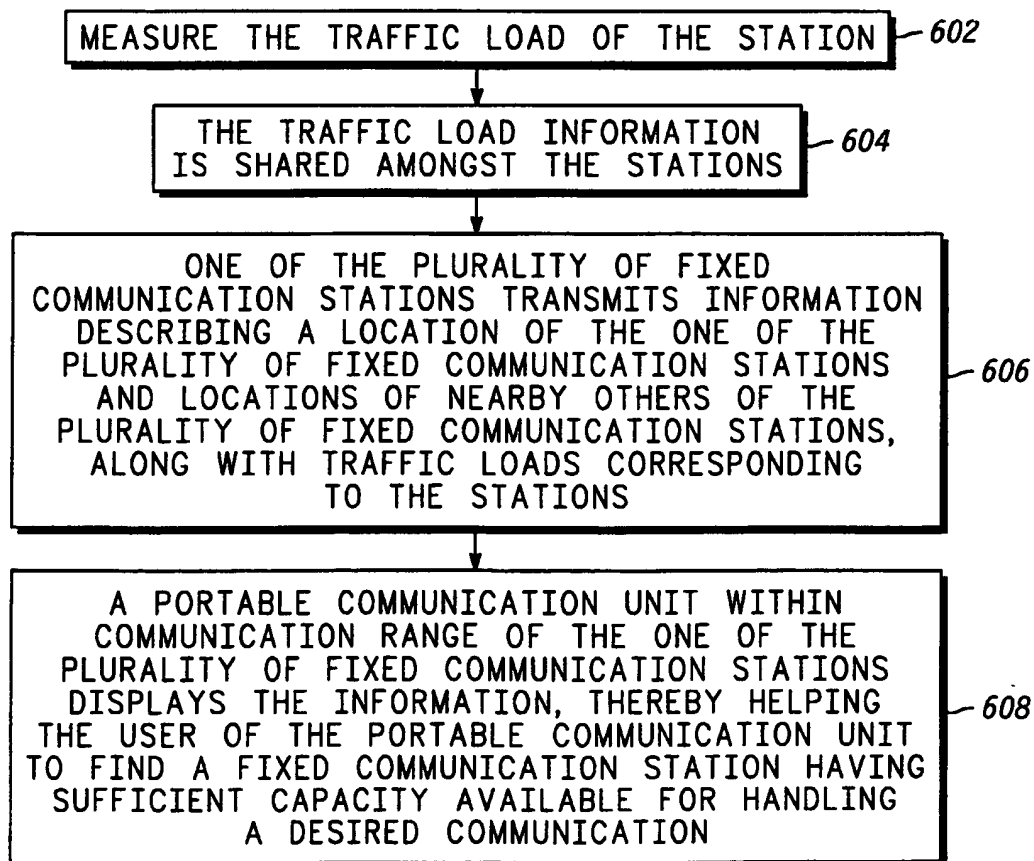 MEASURE THE TRAFFIC LOAD OF THE STATION 602
THE TRAFFIC LOAD INFORMATION
IS SHARED AMONGST THE STATIONS 604
ONE OF THE PLURALITY OF FIXED
COMMUNICATION STATIONS TRANSMITS INFORMATION
DESCRIBING A LOCATION OF THE ONE OF THE
PLURALITY OF FIXED COMMUNICATION STATIONS
AND LOCATIONS OF NEARBY OTHERS OF THE
PLURALITY OF FIXED COMMUNICATION STATIONS,
ALONG WITH TRAFFIC LOADS CORRESPONDING
TO THE STATIONS
606
A PORTABLE COMMUNICATION UNIT WITHIN
COMMUNICATION RANGE OF THE ONE OF THE
PLURALITY OF FIXED COMMUNICATION STATIONS
DISPLAYS THE INFORMATION, THEREBY HELPING
THE USER OF THE PORTABLE COMMUNICATION UNIT
TO FIND A FIXED COMMUNICATION STATION HAVING
SUFFICIENT CAPACITY AVAILABLE FOR HANDLING
A DESIRED COMMUNICATION
608